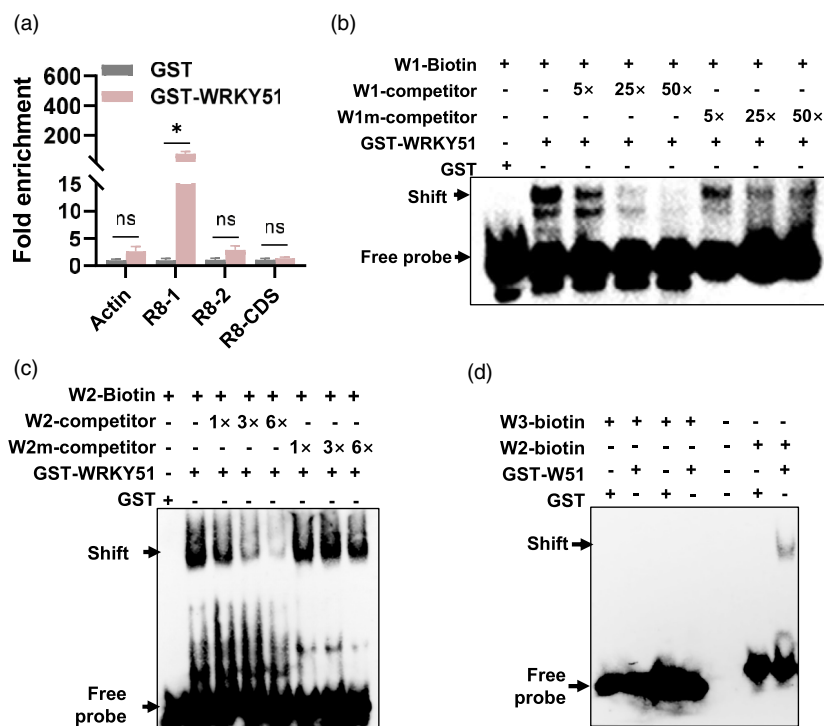 (a)
Fold enrichment
600
400
200
15
10
5
0
GST
GST-WRKY51
ns
*
ns
ns
Actin
R8-1
R8-2
R8-CDS
(b)
W1-Biotin + + + + + + + +
W1-competitor - - 5× 25× 50× - - -
W1m-competitor - - - - - 5× 25× 50×
GST-WRKY51 - + + + + + + +
GST + - - - - - - -
Shift
Free probe
(c)
W2-Biotin + + + + + + + +
W2-competitor - - 1× 3× 6× - - -
W2m-competitor - - - - - 1× 3× 6×
GST-WRKY51 - + + + + + + +
GST + - - - - - - -
Shift
Free
probe
(d)
W3-biotin + + + + - - -
W2-biotin - - - - - + +
GST-W51 - + - + - - +
GST + - + - - + -
Shift
Free
probe